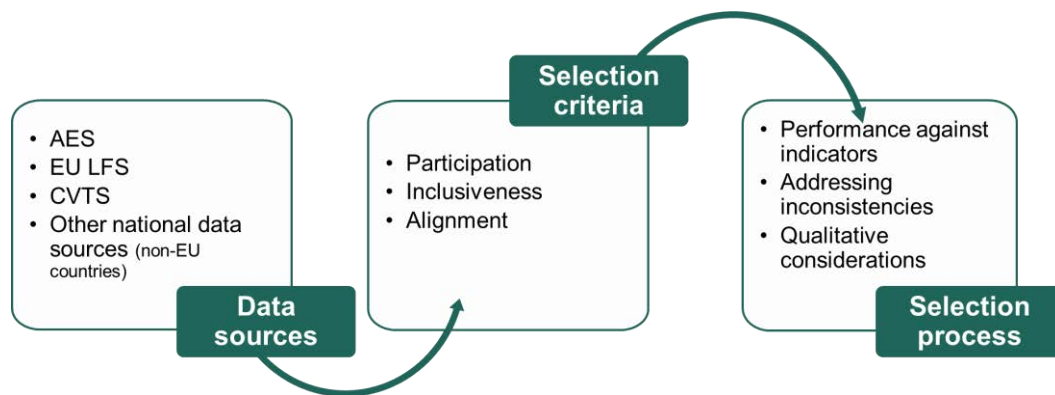 • AES
• EU LFS
• CVTS
• Other national data
sources (non-EU
countries)
Data
sources
Selection
criteria
• Participation
• Inclusiveness
• Alignment
• Performance against
indicators
• Addressing
inconsistencies
• Qualitative
considerations
Selection
process